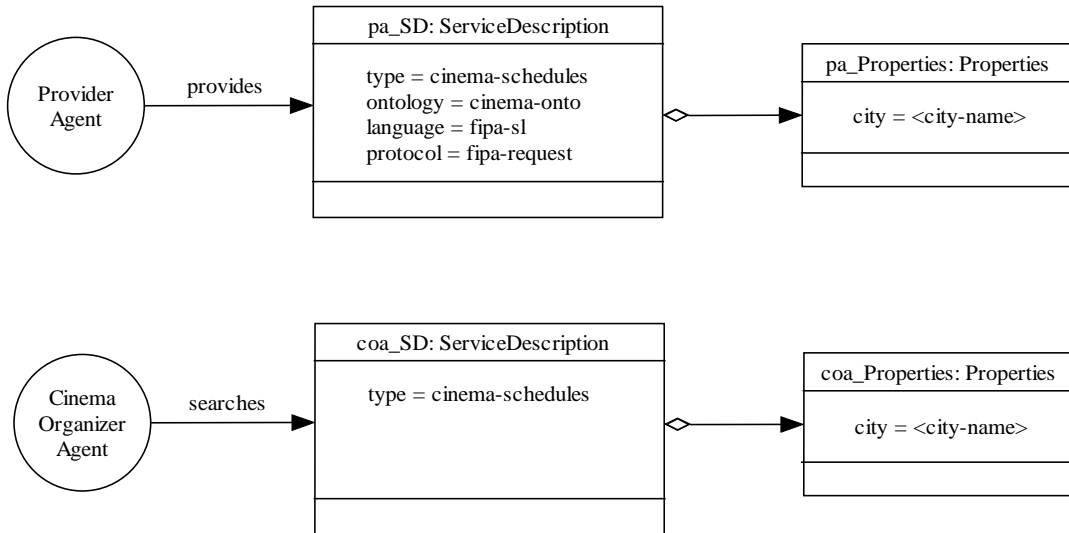 pa_SD: ServiceDescription
Provider
Agent
provides
type = cinema-schedules
ontology = cinema-onto
language = fipa-sl
protocol = fipa-request
pa_Properties: Properties
city = <city-name>
coa_SD: ServiceDescription
Cinema
Organizer
Agent
searches
type = cinema-schedules
coa_Properties: Properties
city = <city-name>